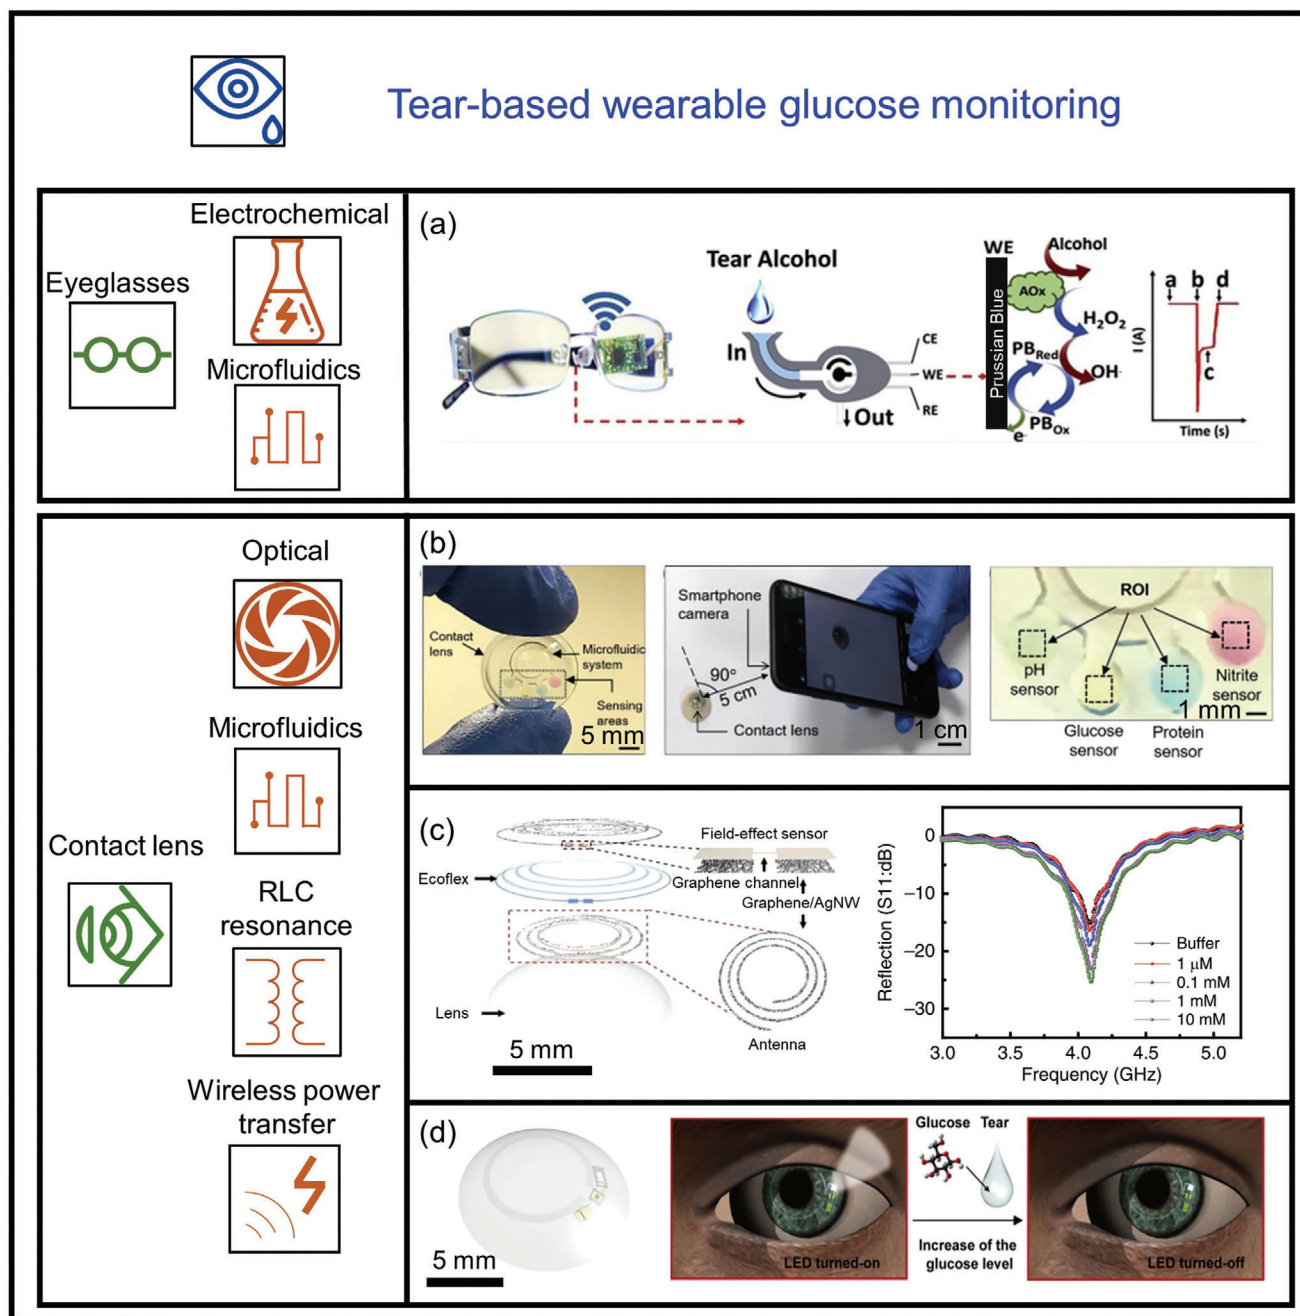 Tear-based wearable glucose monitoring
Eyeglasses
Electrochemical
Microfluidics
(a)
Tear Alcohol
In
Out
CE
WE
RE
WE
Prussian Blue
Alcohol
AOx
H2O2
PBRed
OH-
PBOx
e-
a b d
c
I (A)
Time (s)
Contact lens
Optical
Microfluidics
RLC
resonance
Wireless power
transfer
(b)
Contact
lens
Microfluidic
system
Sensing
areas
5 mm
Smartphone
camera
90°
5 cm
Contact lens
1 cm
ROI
pH
sensor
Glucose
sensor
Protein
sensor
Nitrite
sensor
1 mm
(c)
Ecoflex
Lens
5 mm
Field-effect sensor
Graphene channel
Graphene/AgNW
Antenna
Reflection (S11:dB)
0
−10
−20
−30
Buffer
1 μM
0.1 mM
1 mM
10 mM
3.0 3.5 4.0 4.5 5.0
Frequency (GHz)
(d)
5 mm
LED turned-on
Glucose Tear
Increase of the
glucose level
LED turned-off